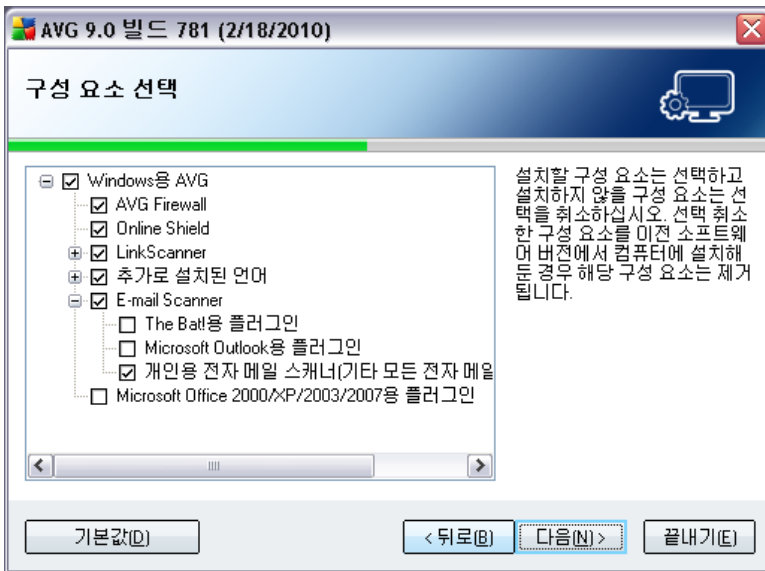 AVG 9.0 빌드 781 (2/18/2010)
구성 요소 선택
Windows용 AVG
AVG Firewall
Online Shield
LinkScanner
추가로 설치된 언어
E-mail Scanner
The Bat!용 플러그인
Microsoft Outlook용 플러그인
개인용 전자 메일 스캐너(기타 모든 전자 메일
Microsoft Office 2000/XP/2003/2007용 플러그인
설치할 구성 요소는 선택하고
설치하지 않을 구성 요소는 선
택을 취소하십시오. 선택 취소
한 구성 요소를 이전 소프트웨
어 버전에서 컴퓨터에 설치해
둔 경우 해당 구성 요소는 제거
됩니다.
기본값(D)
< 뒤로(B)
다음(N) >
끝내기(E)